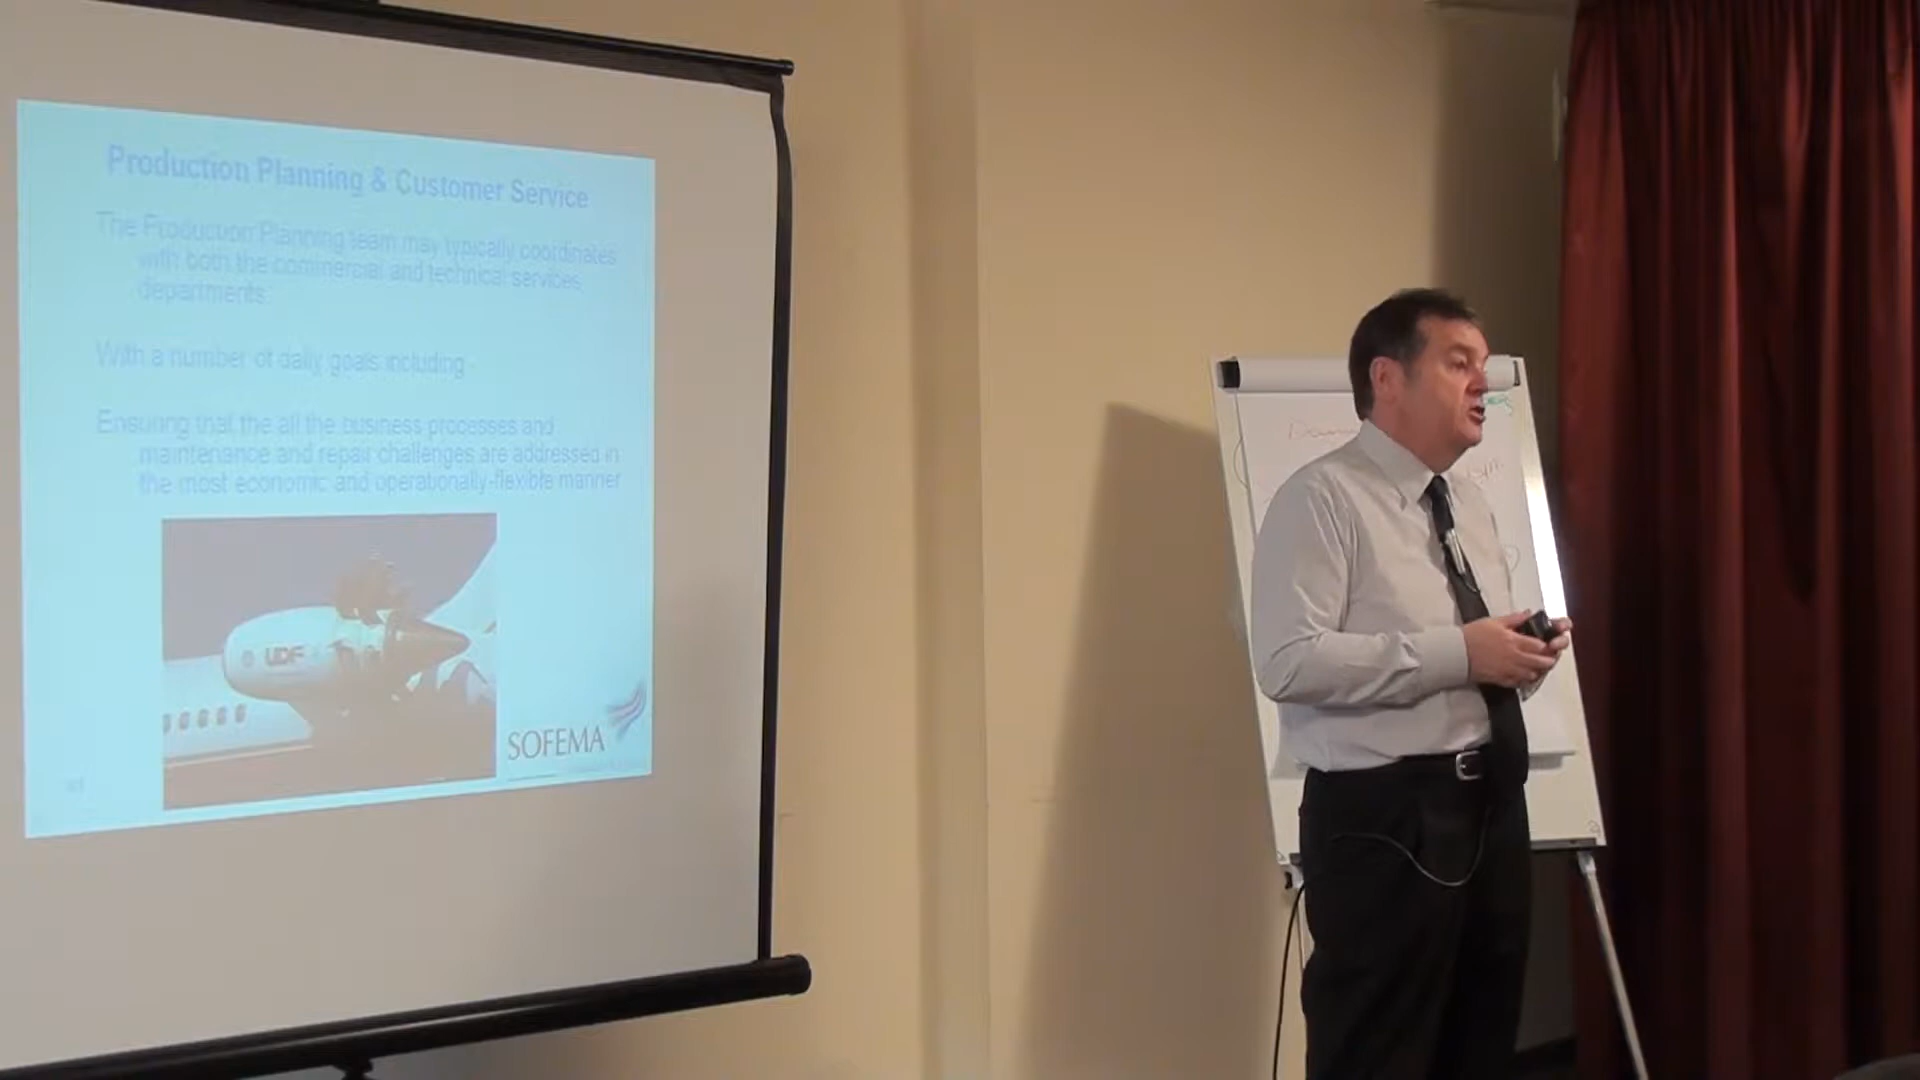 Production Planning & Customer Service
The Production Planning team may typically coordinates
with both the commercial and technical services
departments.
With a number of daily goals including -
Ensuring that the all the business processes and
maintenance and repair challenges are addressed in
the most economic and operationally-flexible manner
UDF
SOFEMA